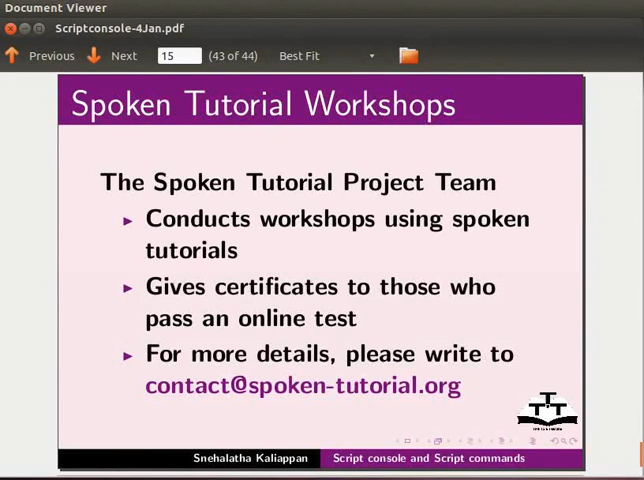 Document Viewer
Scriptconsole-4Jan.pdf
Previous Next 15 (43 of 44) Best Fit
Spoken Tutorial Workshops
The Spoken Tutorial Project Team
Conducts workshops using spoken
tutorials
Gives certificates to those who
pass an online test
For more details, please write to
contact@spoken-tutorial.org
Snehalatha Kaliappan Script console and Script commands